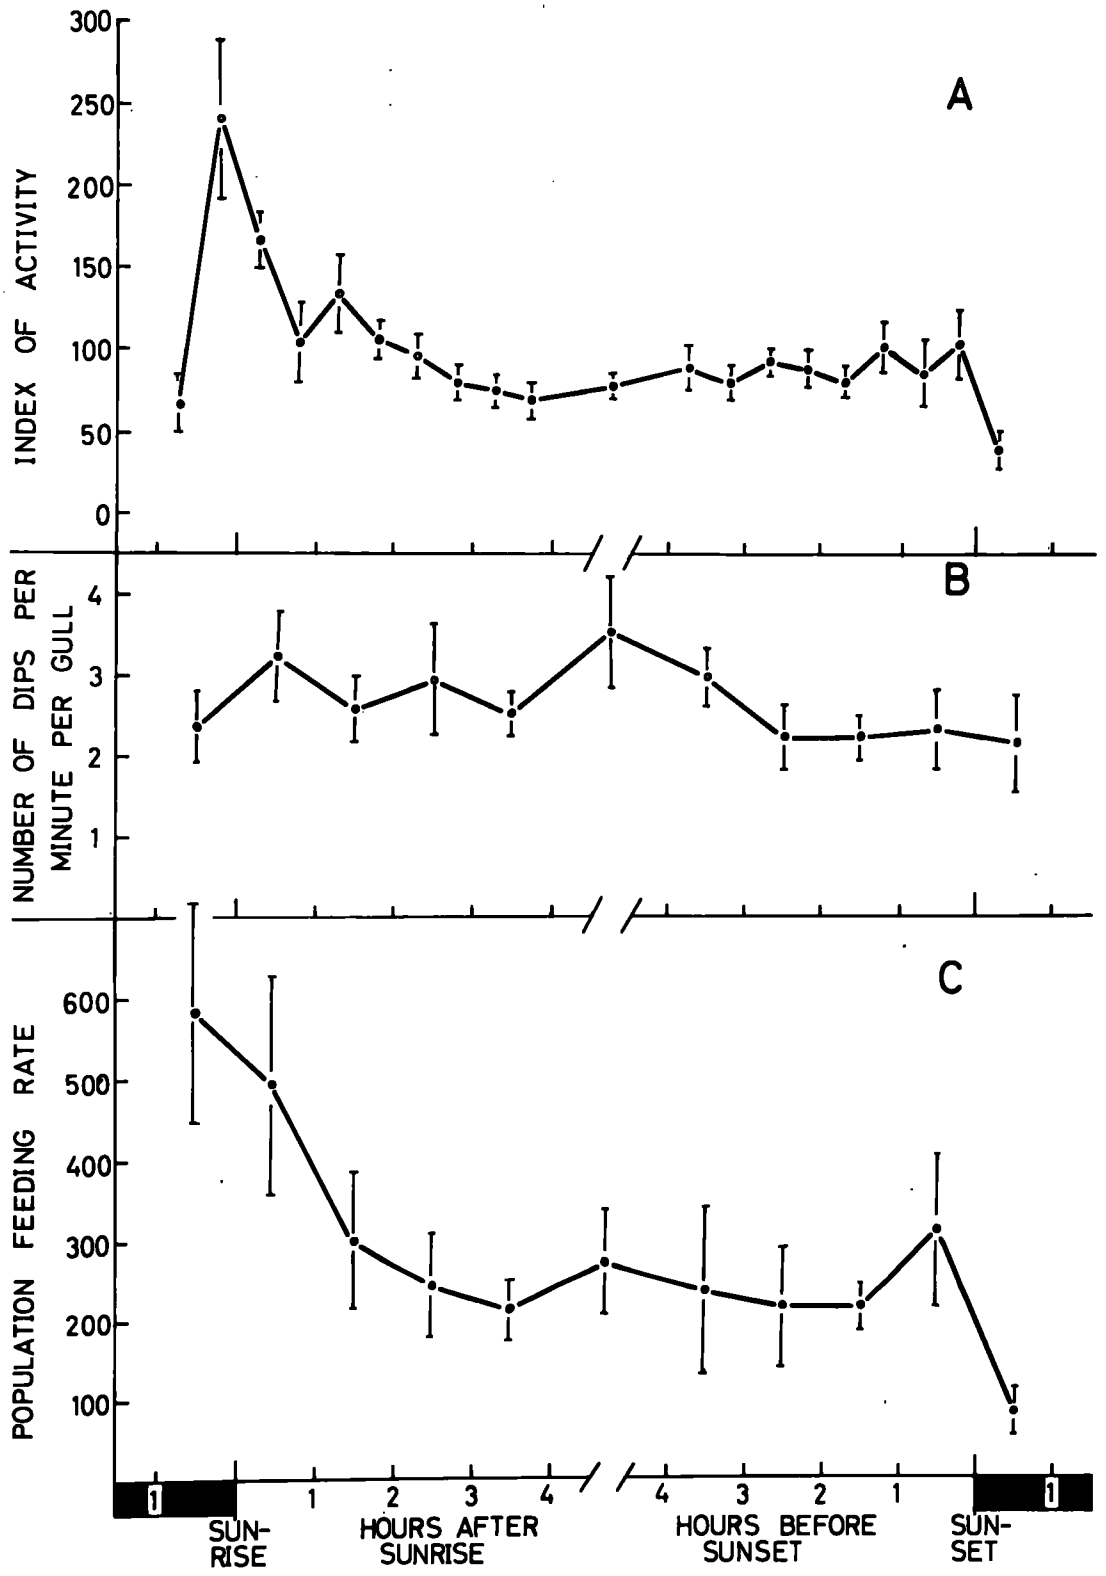 A
INDEX OF ACTIVITY
300
250
200
150
100
50
0
B
NUMBER OF DIPS PER
MINUTE PER GULL
4
3
2
1
C
POPULATION FEEDING RATE
600
500
400
300
200
100
1 1 2 3 4 4 3 2 1 1
SUN-
RISE
HOURS AFTER
SUNRISE
HOURS BEFORE
SUNSET
SUN-
SET